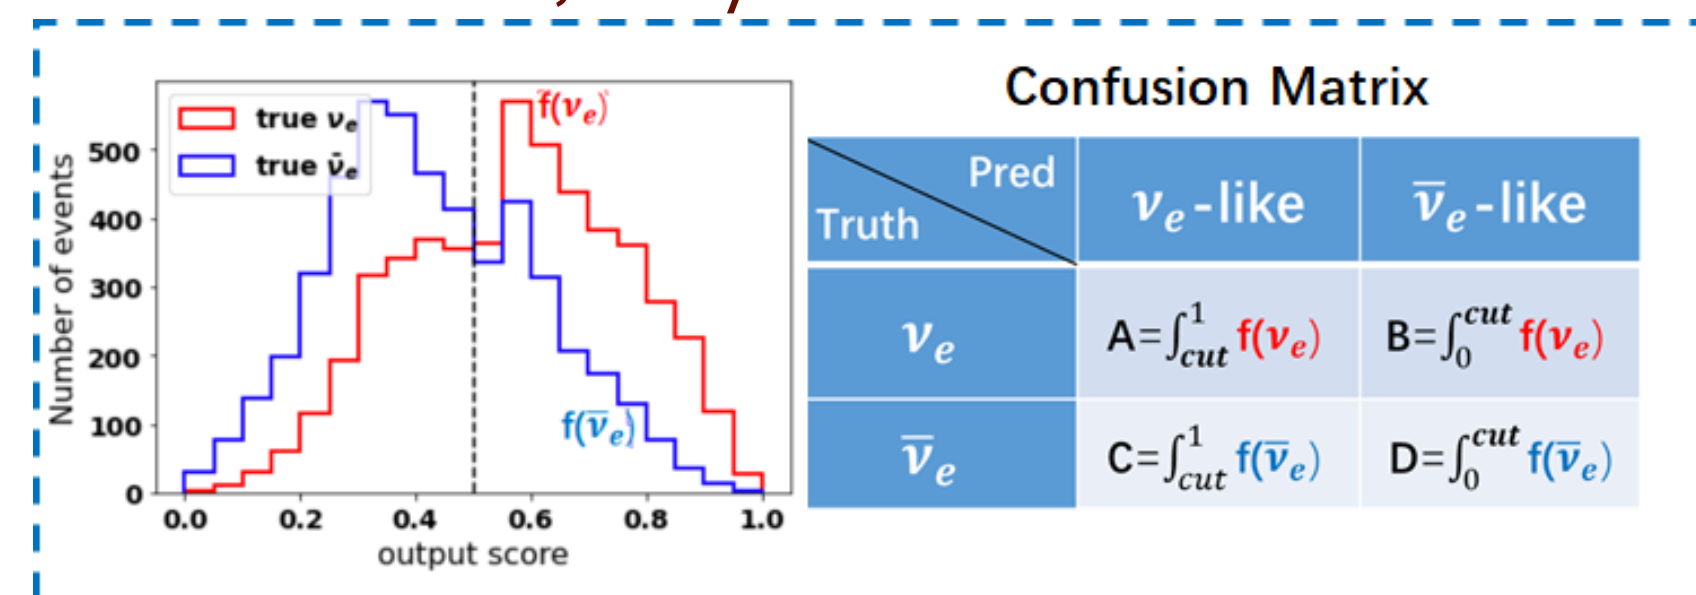 Confusion Matrix
true νₑ
true ν̄ₑ
f(νₑ)
f(ν̄ₑ)
Number of events
500
400
300
200
100
0
0.0 0.2 0.4 0.6 0.8 1.0
output score
Pred
Truth
νₑ-like ν̄ₑ-like
νₑ A=∫¹cut f(νₑ) B=∫₀cut f(νₑ)
ν̄ₑ C=∫¹cut f(ν̄ₑ) D=∫₀cut f(ν̄ₑ)